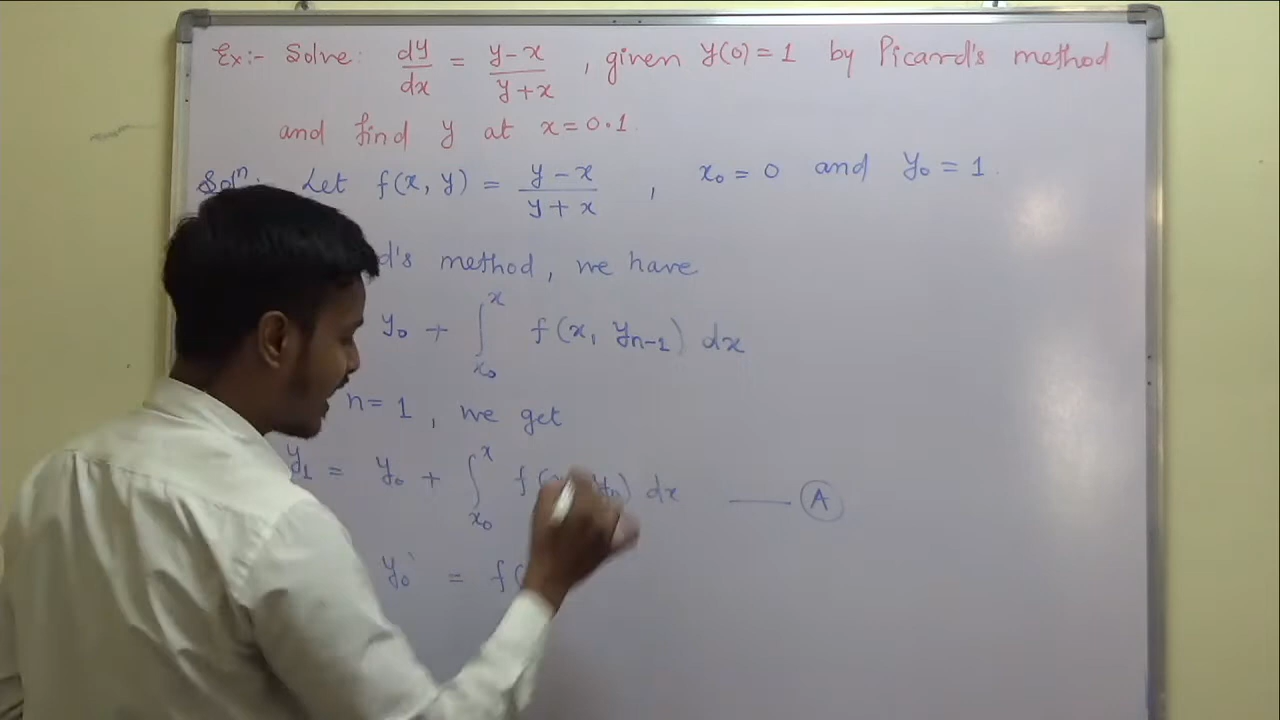 Ex:- Solve: dy/dx = y-x/y+x , given y(0)=1 by Picard's method
and find y at x=0.1.
Solⁿ:- Let f(x, y) = y-x/y+x , x₀ = 0 and y₀ = 1.
d's method, we have
y₀ + ∫ₓ₀ˣ f(x, yₙ₋₁) dx
n=1, we get
y₁ = y₀ + ∫ₓ₀ˣ f( y₀) dx —— Ⓐ
y₀' = f(